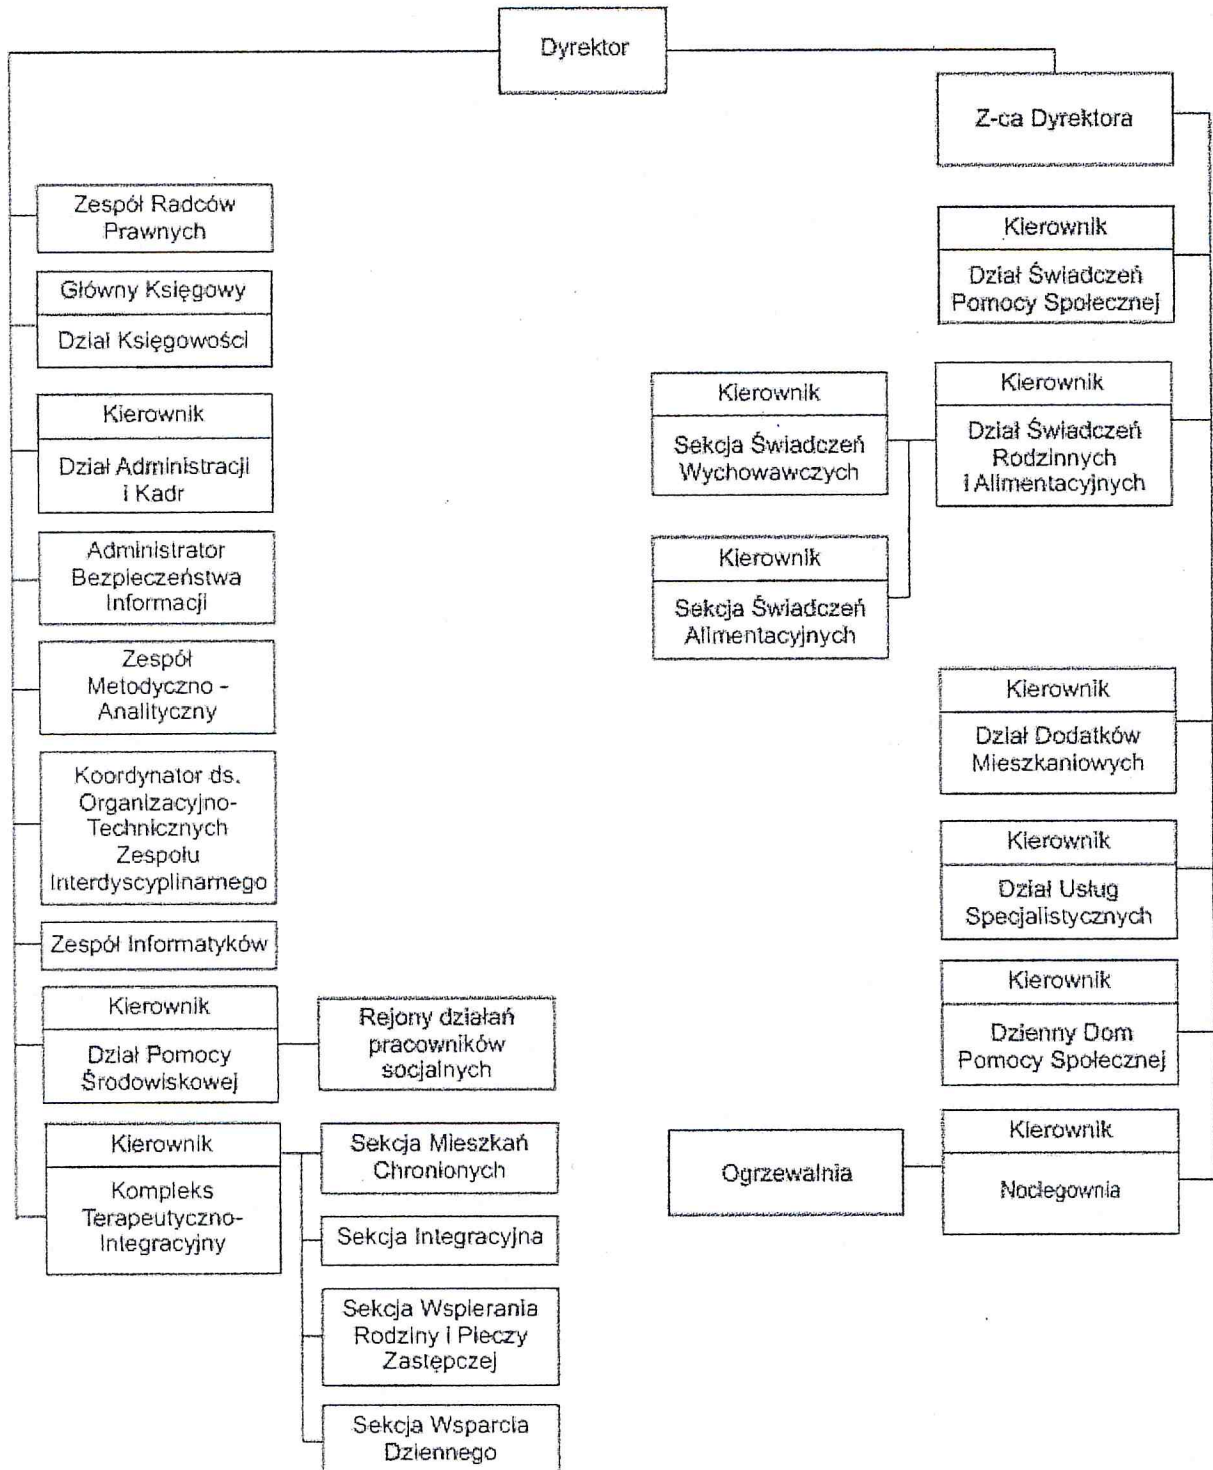 Dyrektor
Z-ca Dyrektora
Zespół Radców
Prawnych
Główny Księgowy
Dział Księgowości
Kierownik
Dział Administracji
i Kadr
Administrator
Bezpieczeństwa
Informacji
Zespół
Metodyczno -
Analityczny
Koordynator ds.
Organizacyjno-
Technicznych
Zespołu
Interdyscyplinarnego
Zespół Informatyków
Kierownik
Dział Pomocy
Środowiskowej
Rejony działań
pracowników
socjalnych
Kierownik
Kompleks
Terapeutyczno-
Integracyjny
Sekcja Mieszkań
Chronionych
Sekcja Integracyjna
Sekcja Wspierania
Rodziny i Pieczy
Zastępczej
Sekcja Wsparcia
Dziennego
Kierownik
Dział Świadczeń
Pomocy Społecznej
Kierownik
Dział Świadczeń
Rodzinnych
i Alimentacyjnych
Kierownik
Sekcja Świadczeń
Wychowawczych
Kierownik
Sekcja Świadczeń
Alimentacyjnych
Kierownik
Dział Dodatków
Mieszkaniowych
Kierownik
Dział Usług
Specjalistycznych
Kierownik
Dzienny Dom
Pomocy Społecznej
Kierownik
Noclegownia
Ogrzewalnia